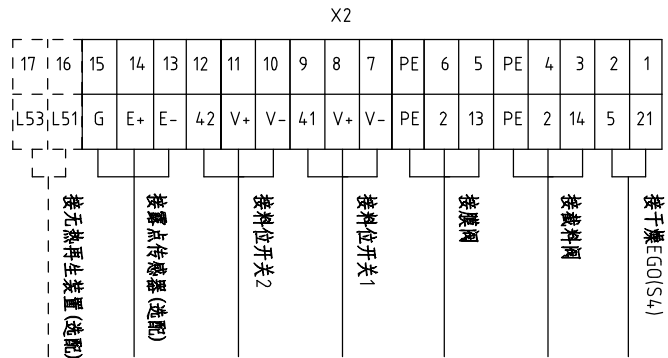 X2
17 16 15 14 13 12 11 10 9 8 7 PE 6 5 PE 4 3 2 1
L53 L51 G E+ E- 42 V+ V- 41 V+ V- PE 2 13 PE 2 14 5 21
接无热再生装置(选配)
接露点传感器(选配)
接料位开关2
接料位开关1
接膜阀
接截料阀
接干燥EGO(S4)